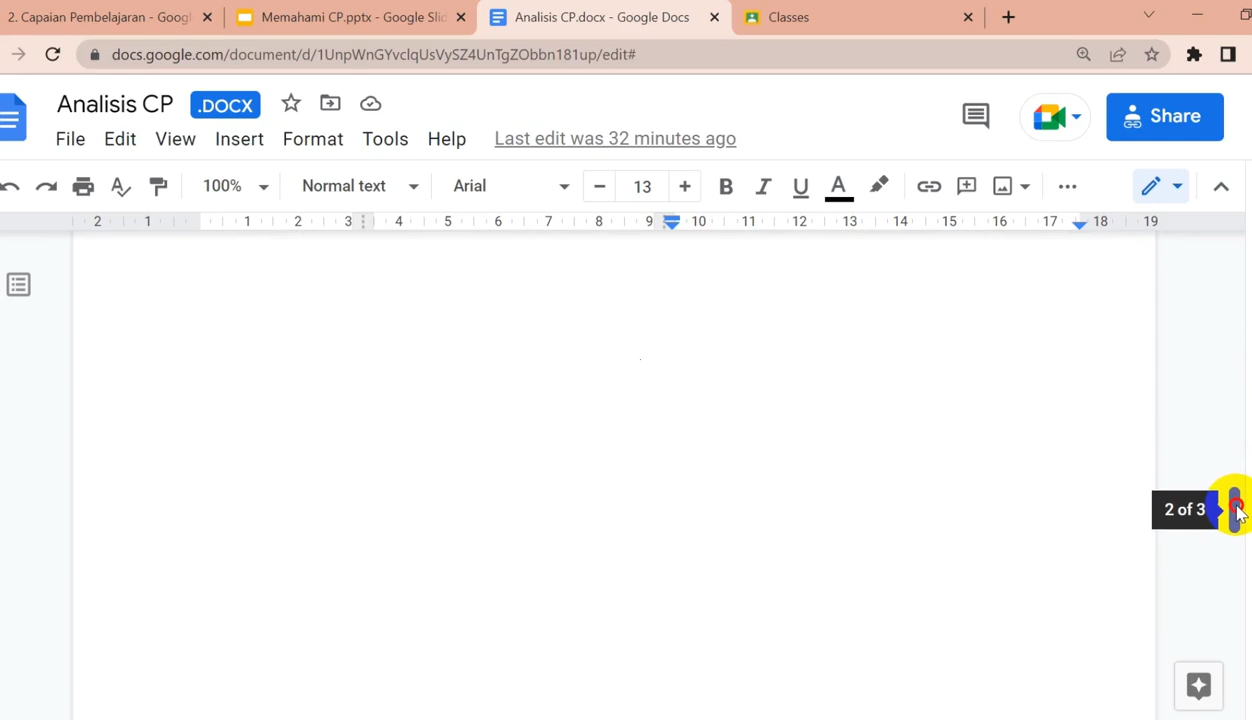 2. Capaian Pembelajaran - Googl
Memahami CP.pptx - Google Slid
Analisis CP.docx - Google Docs
Classes
docs.google.com/document/d/1UnpWnGYvclqUsVySZ4UnTgZObbn181up/edit#
Analisis CP
.DOCX
Share
File Edit View Insert Format Tools Help Last edit was 32 minutes ago
100% Normal text Arial 13 B I U A
2 1 1 2 3 4 5 6 7 8 9 10 11 12 13 14 15 16 17 18 19
2 of 3